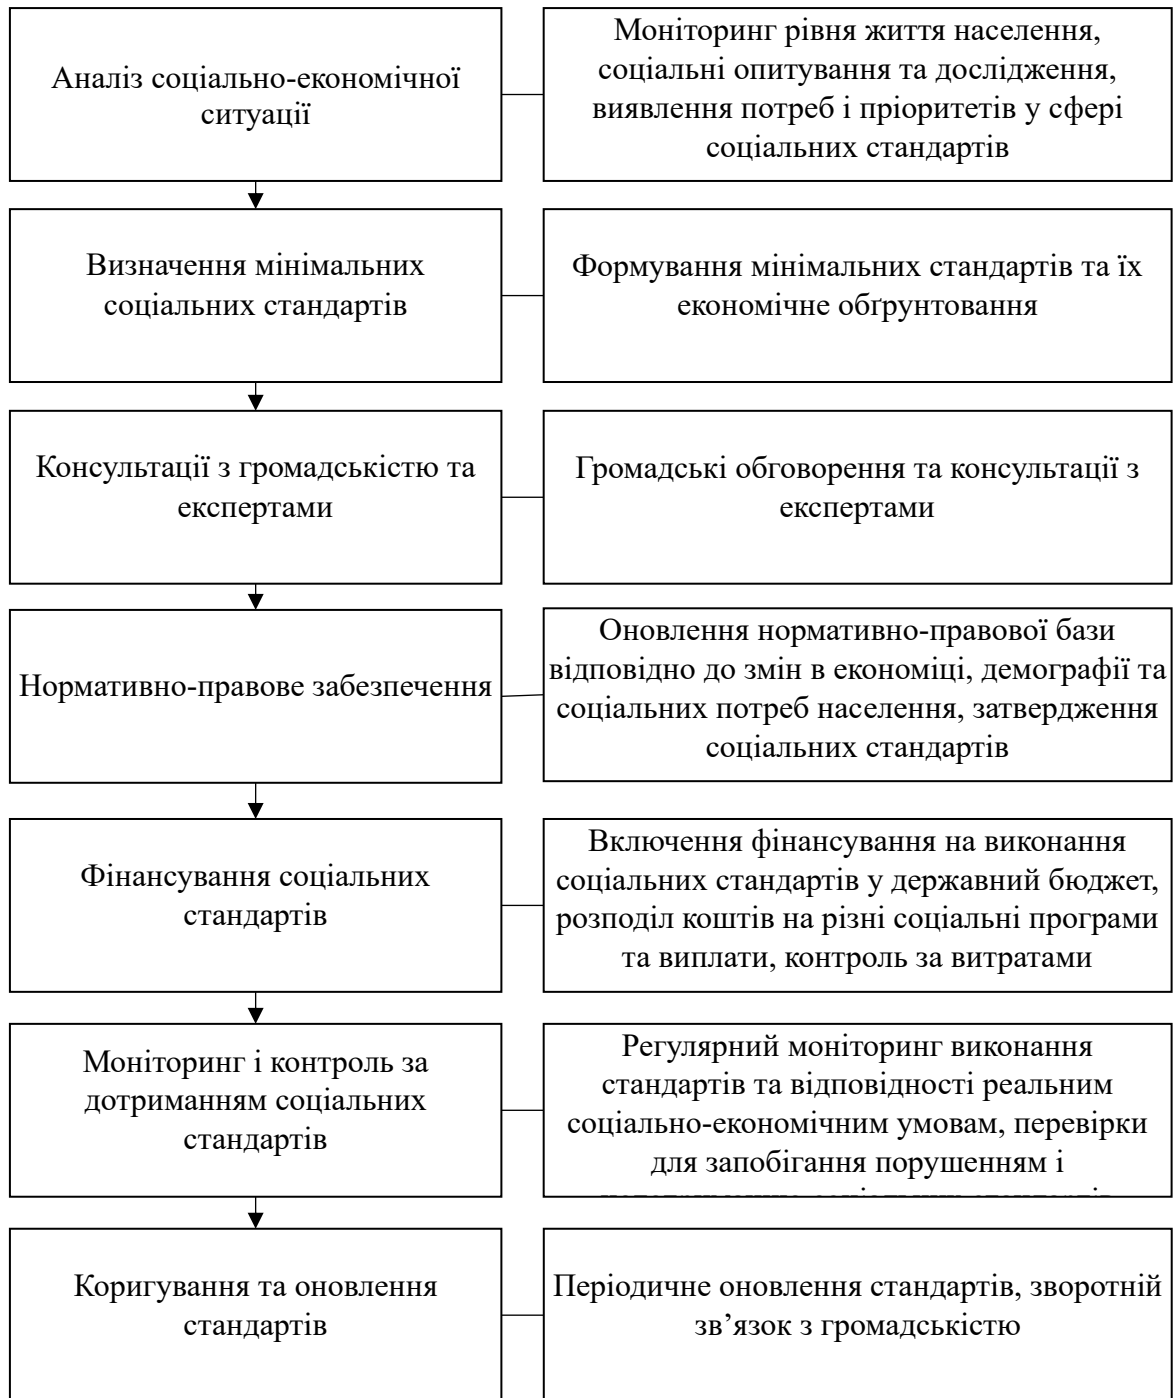 Аналіз соціально-економічної
ситуації
Моніторинг рівня життя населення,
соціальні опитування та дослідження,
виявлення потреб і пріоритетів у сфері
соціальних стандартів
Визначення мінімальних
соціальних стандартів
Формування мінімальних стандартів та їх
економічне обґрунтовання
Консультації з громадськістю та
експертами
Громадські обговорення та консультації з
експертами
Нормативно-правове забезпечення
Оновлення нормативно-правової бази
відповідно до змін в економіці, демографії та
соціальних потреб населення, затвердження
соціальних стандартів
Фінансування соціальних
стандартів
Включення фінансування на виконання
соціальних стандартів у державний бюджет,
розподіл коштів на різні соціальні програми
та виплати, контроль за витратами
Моніторинг і контроль за
дотриманням соціальних
стандартів
Регулярний моніторинг виконання
стандартів та відповідності реальним
соціально-економічним умовам, перевірки
для запобігання порушенням і
Коригування та оновлення
стандартів
Періодичне оновлення стандартів, зворотній
зв’язок з громадськістю